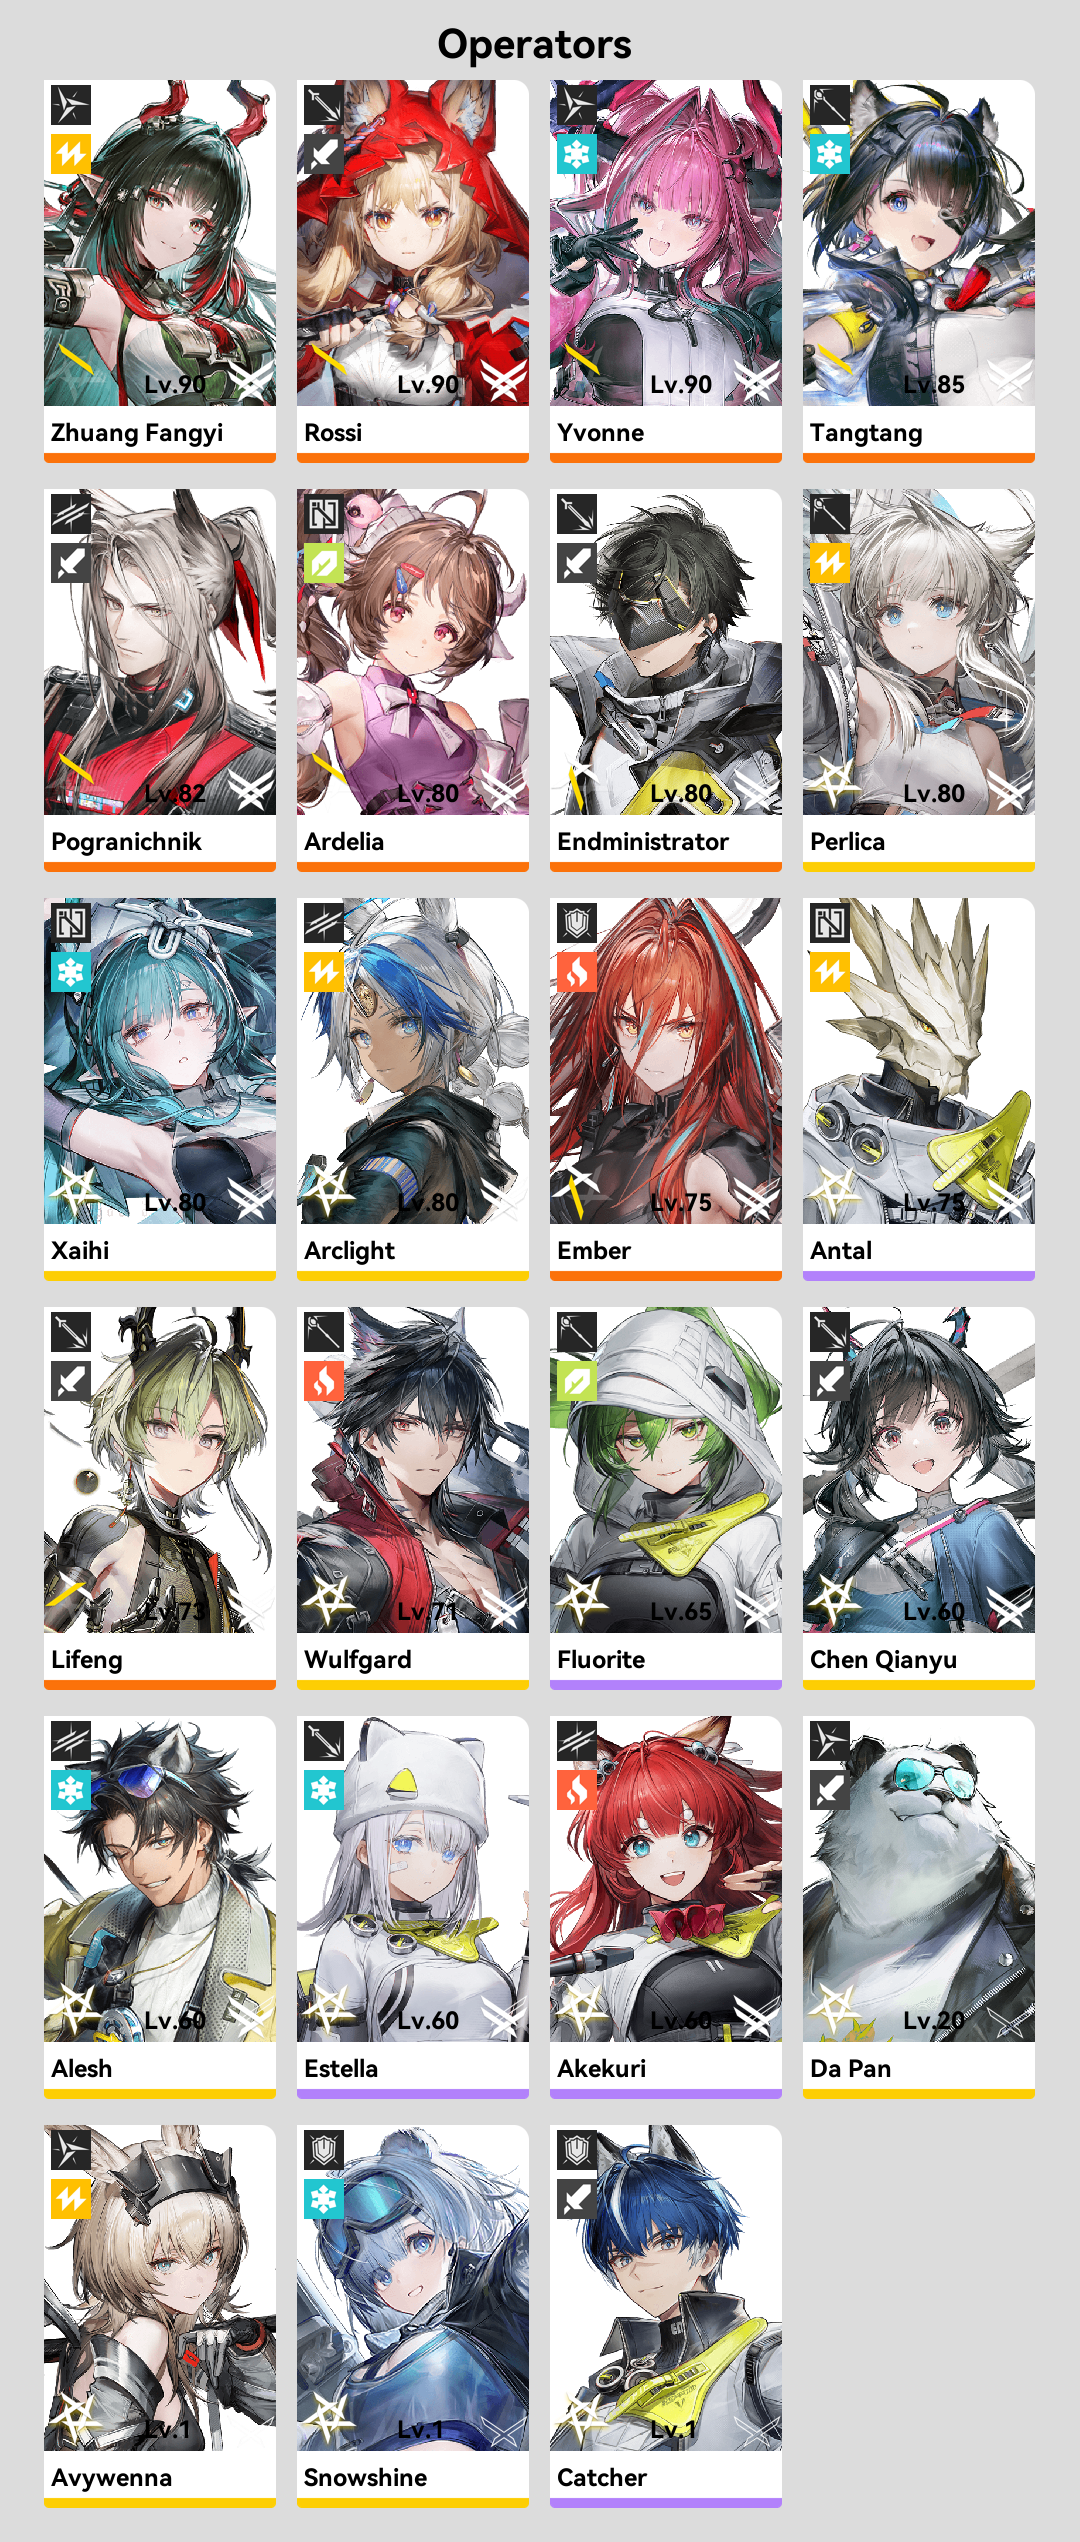 Operators
Lv.90
Zhuang Fangyi
Lv.90
Rossi
Lv.90
Yvonne
Lv.85
Tangtang
Lv.82
Pogranichnik
Lv.80
Ardelia
Lv.80
Endministrator
Lv.80
Perlica
Lv.80
Xaihi
Lv.80
Arclight
Lv.75
Ember
Lv.75
Antal
Lv.73
Lifeng
Lv.71
Wulfgard
Lv.65
Fluorite
Lv.60
Chen Qianyu
Lv.60
Alesh
Lv.60
Estella
Lv.60
Akekuri
Lv.20
Da Pan
Lv.1
Avywenna
Lv.1
Snowshine
Lv.1
Catcher